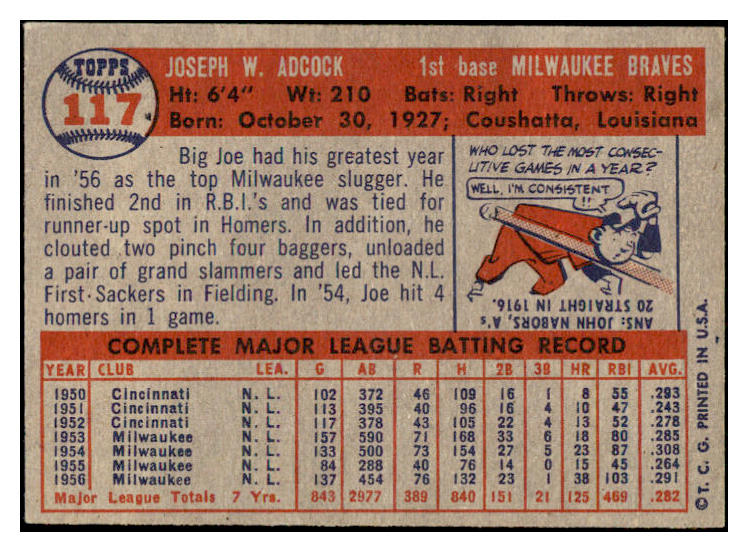 TOPPS
117
JOSEPH W. ADCOCK 1st base MILWAUKEE BRAVES
Ht: 6'4" Wt: 210 Bats: Right Throws: Right
Born: October 30, 1927; Coushatta, Louisiana
Big Joe had his greatest year
in '56 as the top Milwaukee slugger. He
finished 2nd in R.B.I.'s and was tied for
runner-up spot in Homers. In addition, he
clouted two pinch four baggers, unloaded
a pair of grand slammers and led the N.L.
First-Sackers in Fielding. In '54, Joe hit 4
homers in 1 game.
WHO LOST THE MOST CONSEC-
UTIVE GAMES IN A YEAR?
WELL, I'M CONSISTENT
!!
ANS: JOHN NABORS, A's,
20 STRAIGHT IN 1916.
COMPLETE MAJOR LEAGUE BATTING RECORD
YEAR CLUB LEA. G AB R H 2B 3B HR RBI AVG.
1950 Cincinnati N. L. 102 372 46 109 16 1 8 55 .293
1951 Cincinnati N. L. 113 395 40 96 16 4 10 47 .243
1952 Cincinnati N. L. 117 378 43 105 22 4 13 52 .278
1953 Milwaukee N. L. 157 590 71 168 33 6 18 80 .285
1954 Milwaukee N. L. 133 500 73 154 27 5 23 87 .308
1955 Milwaukee N. L. 84 288 40 76 14 0 15 45 .264
1956 Milwaukee N. L. 137 454 76 132 23 1 38 103 .291
Major League Totals 7 Yrs. 843 2977 389 840 151 21 125 469 .282
© T. C. G. PRINTED IN U.S.A.